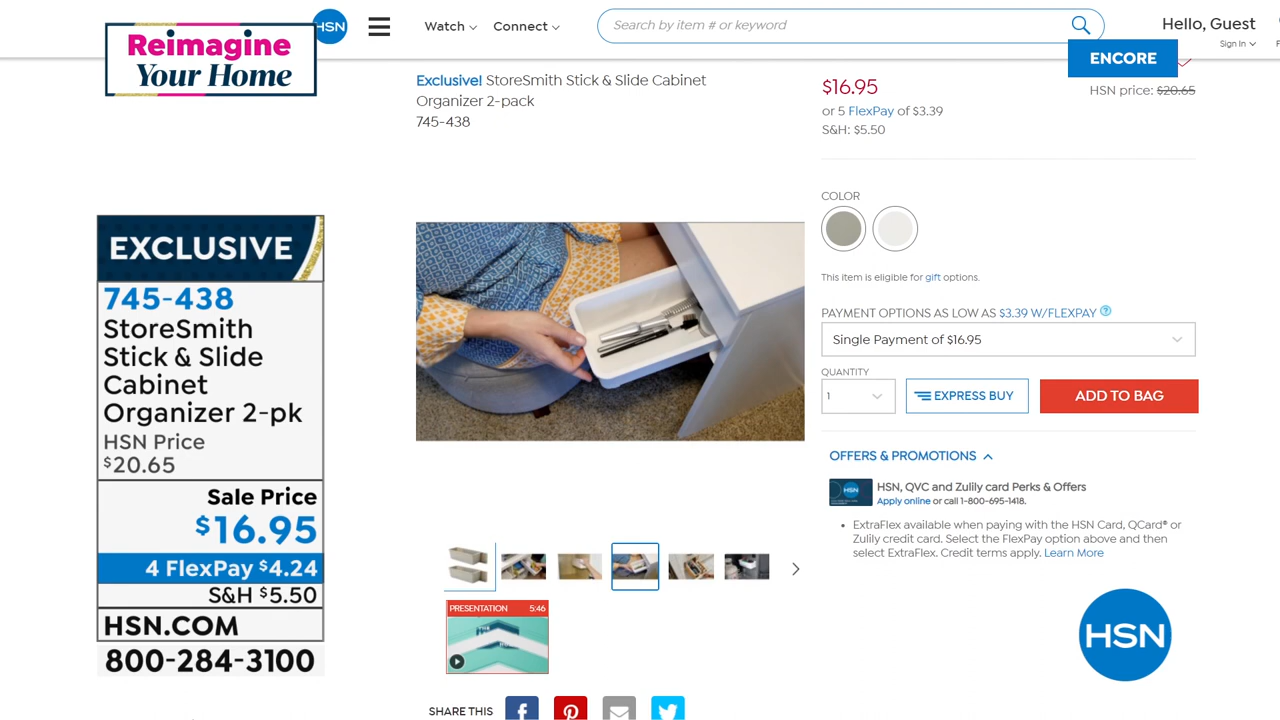 Reimagine
Your Home
HSN
Watch
Connect
Search by item # or keyword
Hello, Guest
Sign In
ENCORE
Exclusive! StoreSmith Stick & Slide Cabinet
Organizer 2-pack
745-438
$16.95
HSN price: $20.65
or 5 FlexPay of $3.39
S&H: $5.50
COLOR
This item is eligible for gift options.
PAYMENT OPTIONS AS LOW AS $3.39 W/FLEXPAY ?
Single Payment of $16.95
QUANTITY
1
EXPRESS BUY
ADD TO BAG
OFFERS & PROMOTIONS
HSN
HSN, QVC and Zulily card Perks & Offers
Apply online or call 1-800-695-1418.
• ExtraFlex available when paying with the HSN Card, QCard® or
Zulily credit card. Select the FlexPay option above and then
select ExtraFlex. Credit terms apply. Learn More
EXCLUSIVE
745-438
StoreSmith
Stick & Slide
Cabinet
Organizer 2-pk
HSN Price
$20.65
Sale Price
$16.95
4 FlexPay $4.24
S&H $5.50
HSN.COM
800-284-3100
PRESENTATION 5:46
SHARE THIS
HSN